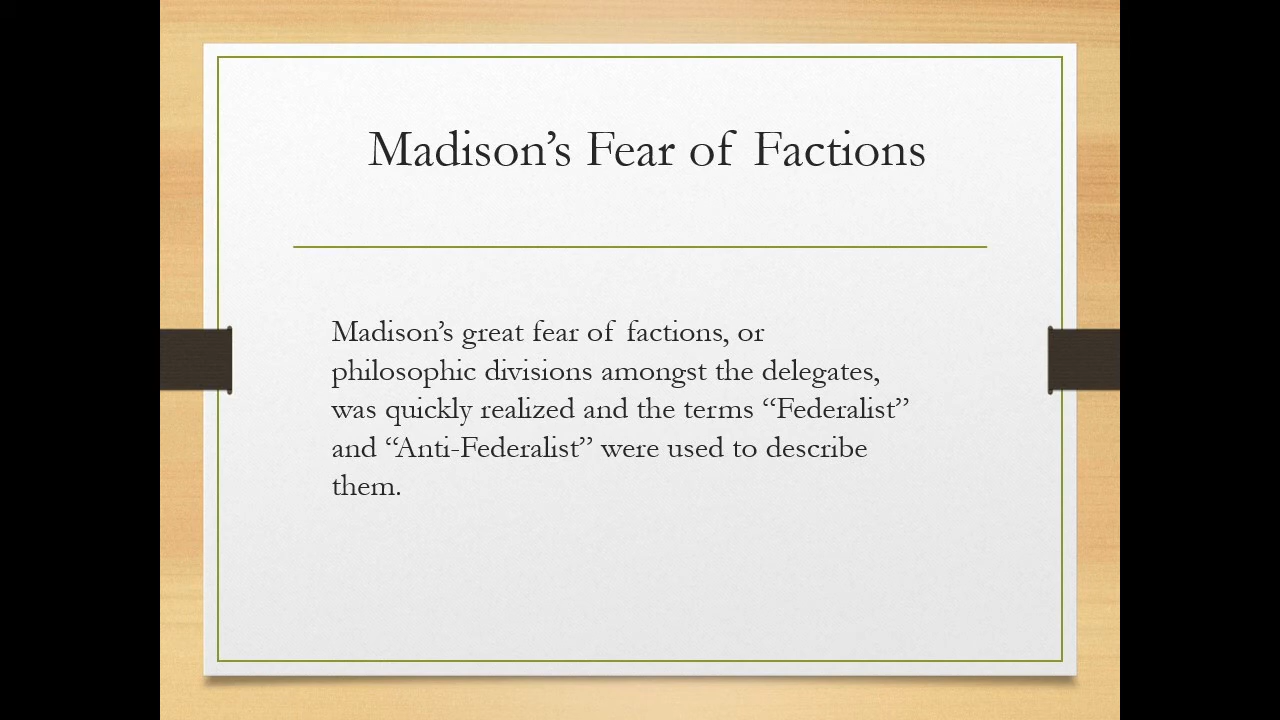 Madison’s Fear of Factions
Madison’s great fear of factions, or
philosophic divisions amongst the delegates,
was quickly realized and the terms “Federalist”
and “Anti-Federalist” were used to describe
them.